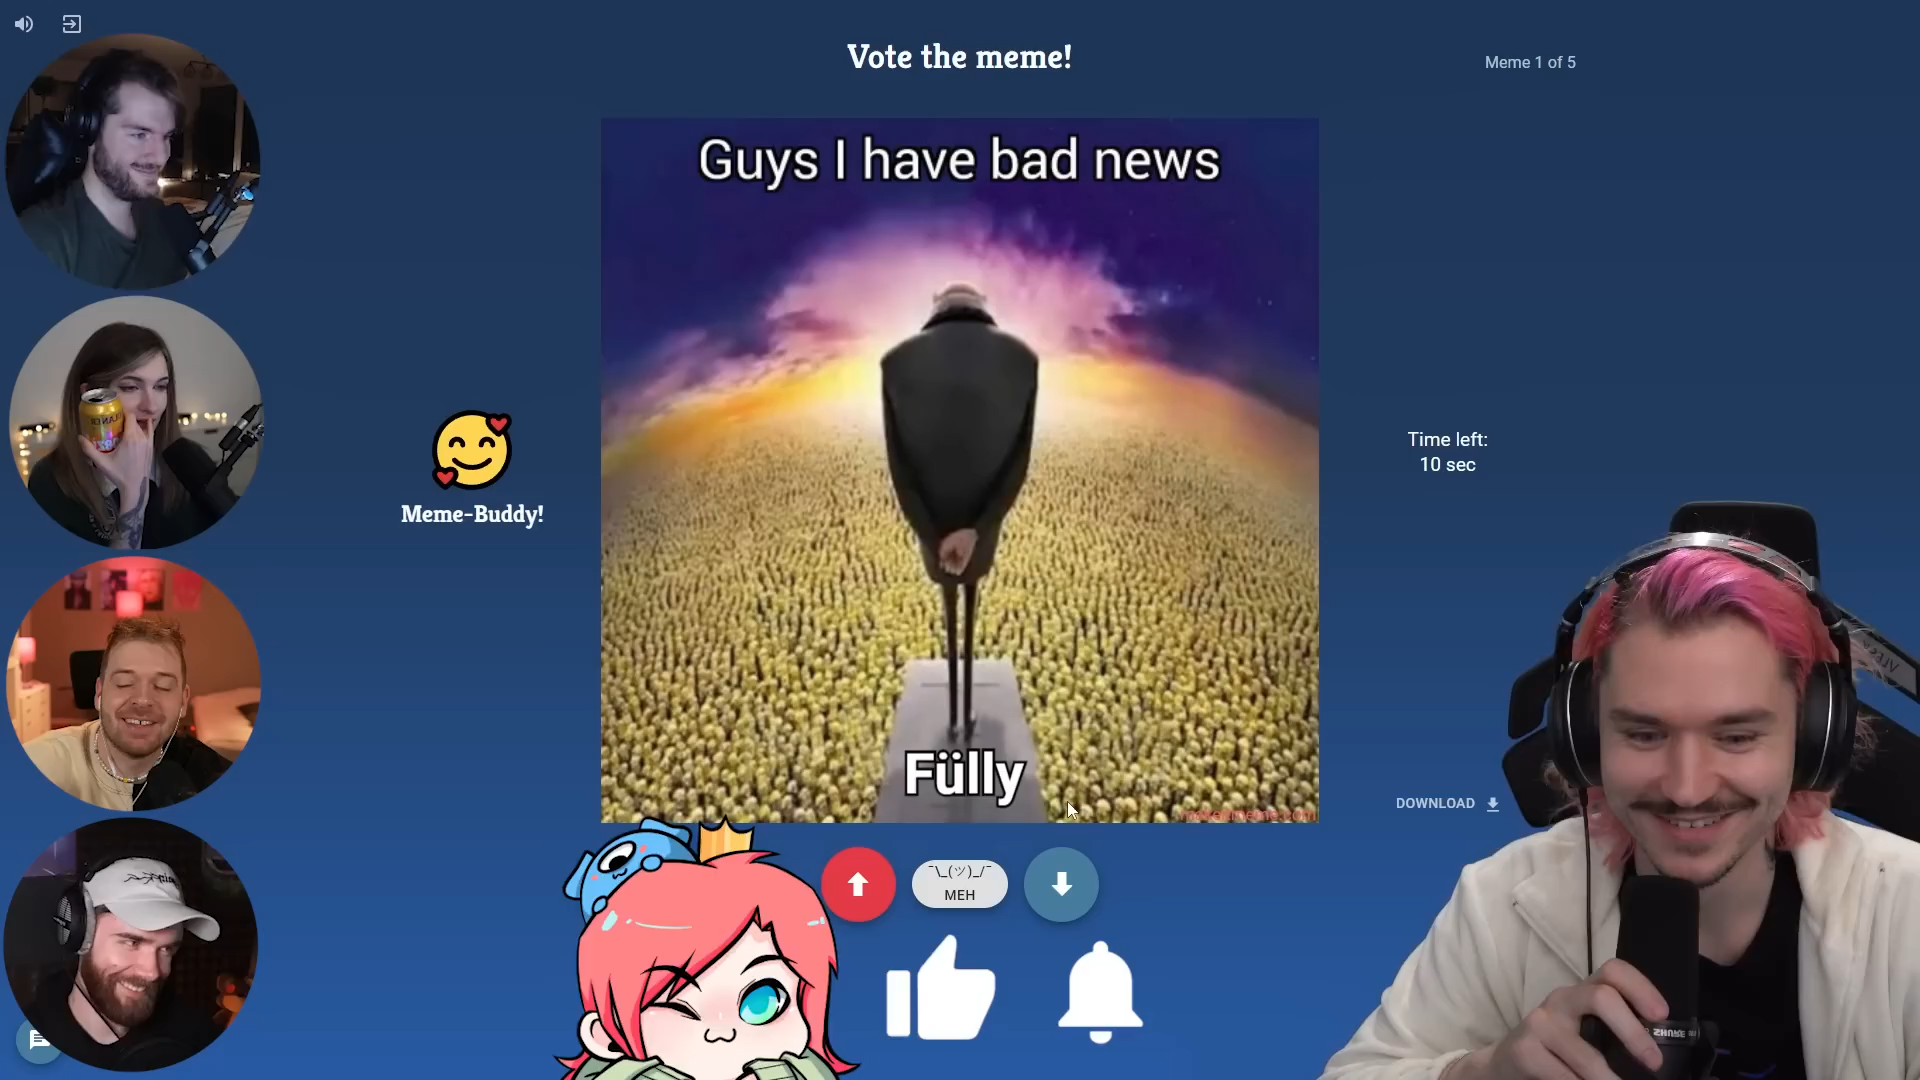 Vote the meme!
Meme 1 of 5
Guys I have bad news
Meme-Buddy!
Time left:
10 sec
Fülly
DOWNLOAD
¯\_(ツ)_/¯
MEH
SHURE